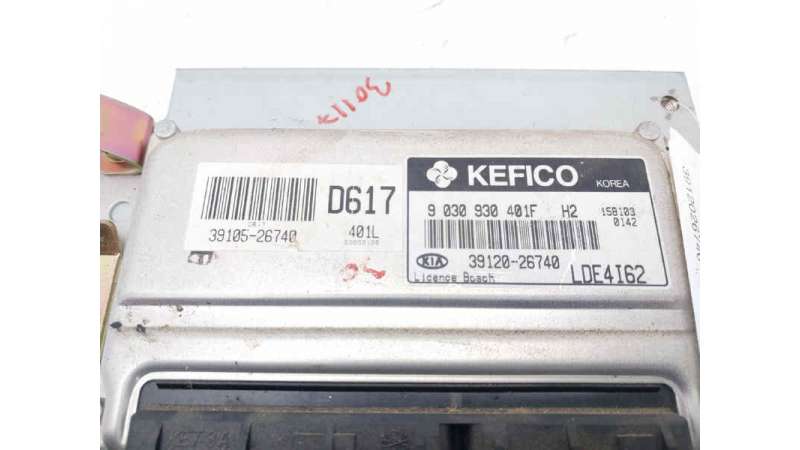 KEFICO
KOREA
D617
9 030 930 401F H2 158103
0142
39105-26740
401L
KIA
39120-26740
Licence Bosch
LDE4I62